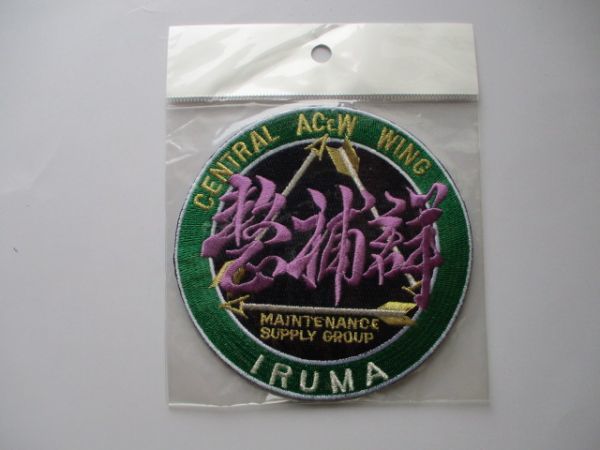 CENTRAL AC&W WING
整補群
MAINTENANCE
SUPPLY GROUP
IRUMA